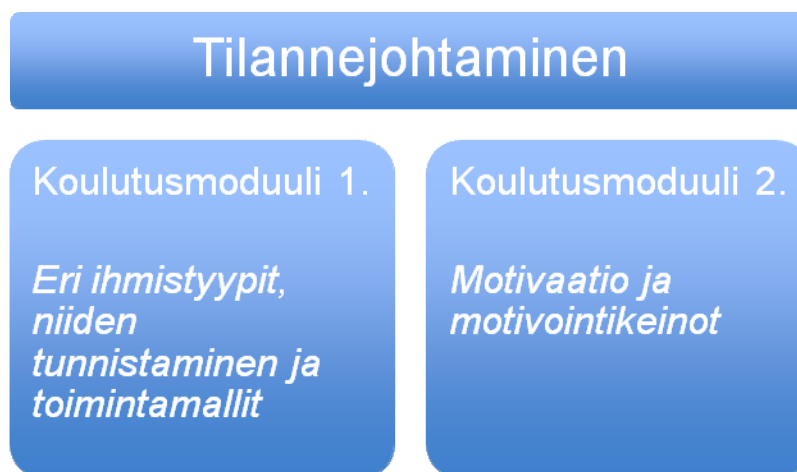 Tilannejohtaminen
Koulutusmoduuli 1.
Eri ihmistyypit,
niiden
tunnistaminen ja
toimintamallit
Koulutusmoduuli 2.
Motivaatio ja
motivointikeinot